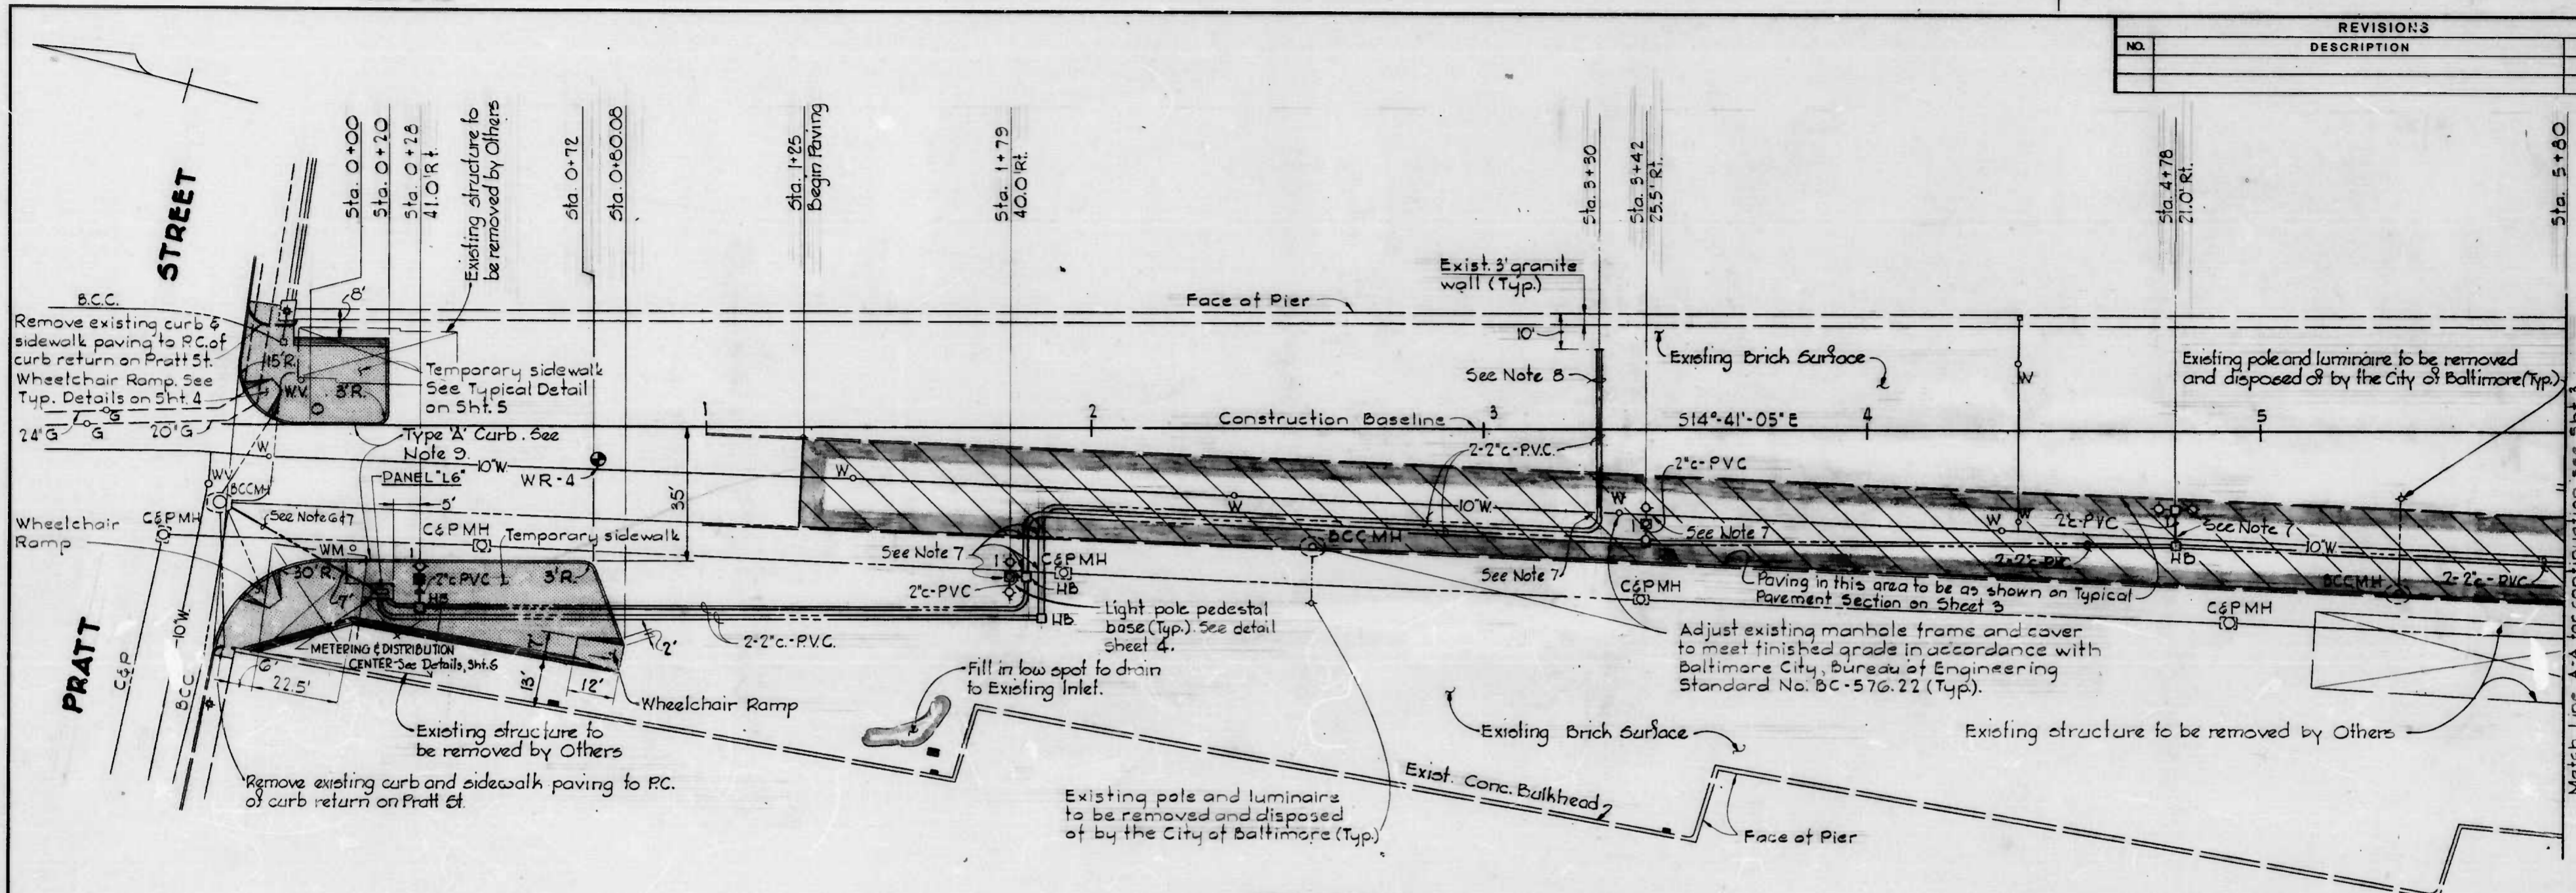 REVISIONS
NO.
DESCRIPTION
STREET
PRATT
Sta. 0+00
Sta. 0+20
Sta. 0+28
41.0' Rt.
Existing structure to
be removed by Others
Sta. 0+72
Sta. 0+80.08
Sta. 1+25
Begin Paving
Sta. 1+79
40.0' Rt.
Sta. 3+30
Sta. 3+42
25.5' Rt.
Sta. 4+78
21.0' Rt.
Sta. 5+80
B.C.C.
Remove existing curb &
sidewalk paving to P.C. of
curb return on Pratt St.
Wheelchair Ramp. See
Typ. Details on Sht. 4
24" G
G
G
20" G
8'
15' R.
W.V.
3' R.
Temporary sidewalk
See Typical Detail
on Sht. 5
Type 'A' Curb. See
Note 9.
Face of Pier
Exist. 3' granite
wall (Typ.)
10'
See Note 8
Existing Brick Surface
Existing pole and luminaire to be removed
and disposed of by the City of Baltimore (Typ.)
1
2
Construction Baseline
3
S14°-41'-05" E
4
5
W
W
W
WV
BCCMH
10"W
WR-4
PANEL "L6"
5'
35'
2-2"c-P.V.C.
2"c-PVC
10"W.
W
W
W
W
W
W
Wheelchair
Ramp
C&PMH
See Note 6&7
WM
C&PMH
Temporary sidewalk
30' R.
7'
2"c PVC
HB
3' R.
See Note 7
2"c-PVC
C&PMH
HB
HB
BCCMH
See Note 7
See Note 7
2"c-PVC
See Note 7
HB
10"W
2-2"c-PVC
BCCMH
2-2"c-PVC
C&PMH
C&PMH
Paving in this area to be as shown on Typical
Pavement Section on Sheet 3
Light pole pedestal
base (Typ.). See detail
Sheet 4.
2-2"c.-P.V.C.
2'
7'
13'
12'
METERING & DISTRIBUTION
CENTER-See Details, Sht. 6
6'
22.5'
C&P
BCC
10"W.
Wheelchair Ramp
Fill in low spot to drain
to Existing Inlet.
Adjust existing manhole frame and cover
to meet finished grade in accordance with
Baltimore City, Bureau of Engineering
Standard No. BC-576.22 (Typ.).
Existing structure to
be removed by Others
Existing Brick Surface
Existing structure to be removed by Others
Remove existing curb and sidewalk paving to P.C.
of curb return on Pratt St.
Exist. Conc. Bulkhead
Existing pole and luminaire
to be removed and disposed
of by the City of Baltimore (Typ.)
Face of Pier